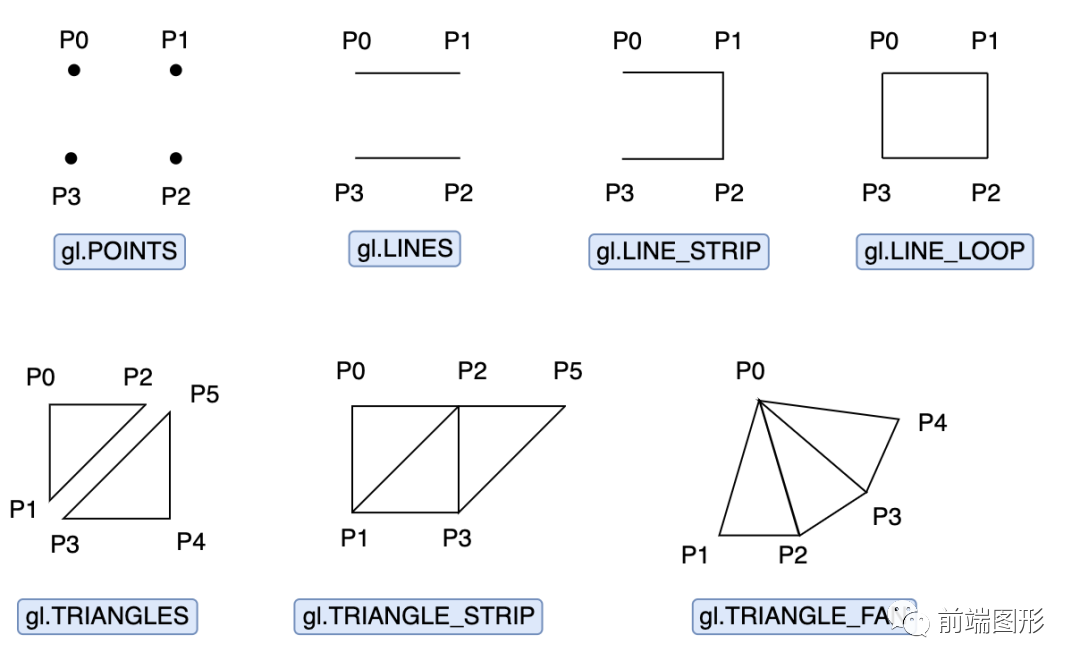 P0 P1
P3 P2
gl.POINTS
P0 P1
P3 P2
gl.LINES
P0 P1
P3 P2
gl.LINE_STRIP
P0 P1
P3 P2
gl.LINE_LOOP
P0 P2 P5
P1
P3 P4
gl.TRIANGLES
P0 P2 P5
P1 P3
gl.TRIANGLE_STRIP
P0
P4
P3
P1 P2
gl.TRIANGLE_FAN
前端图形